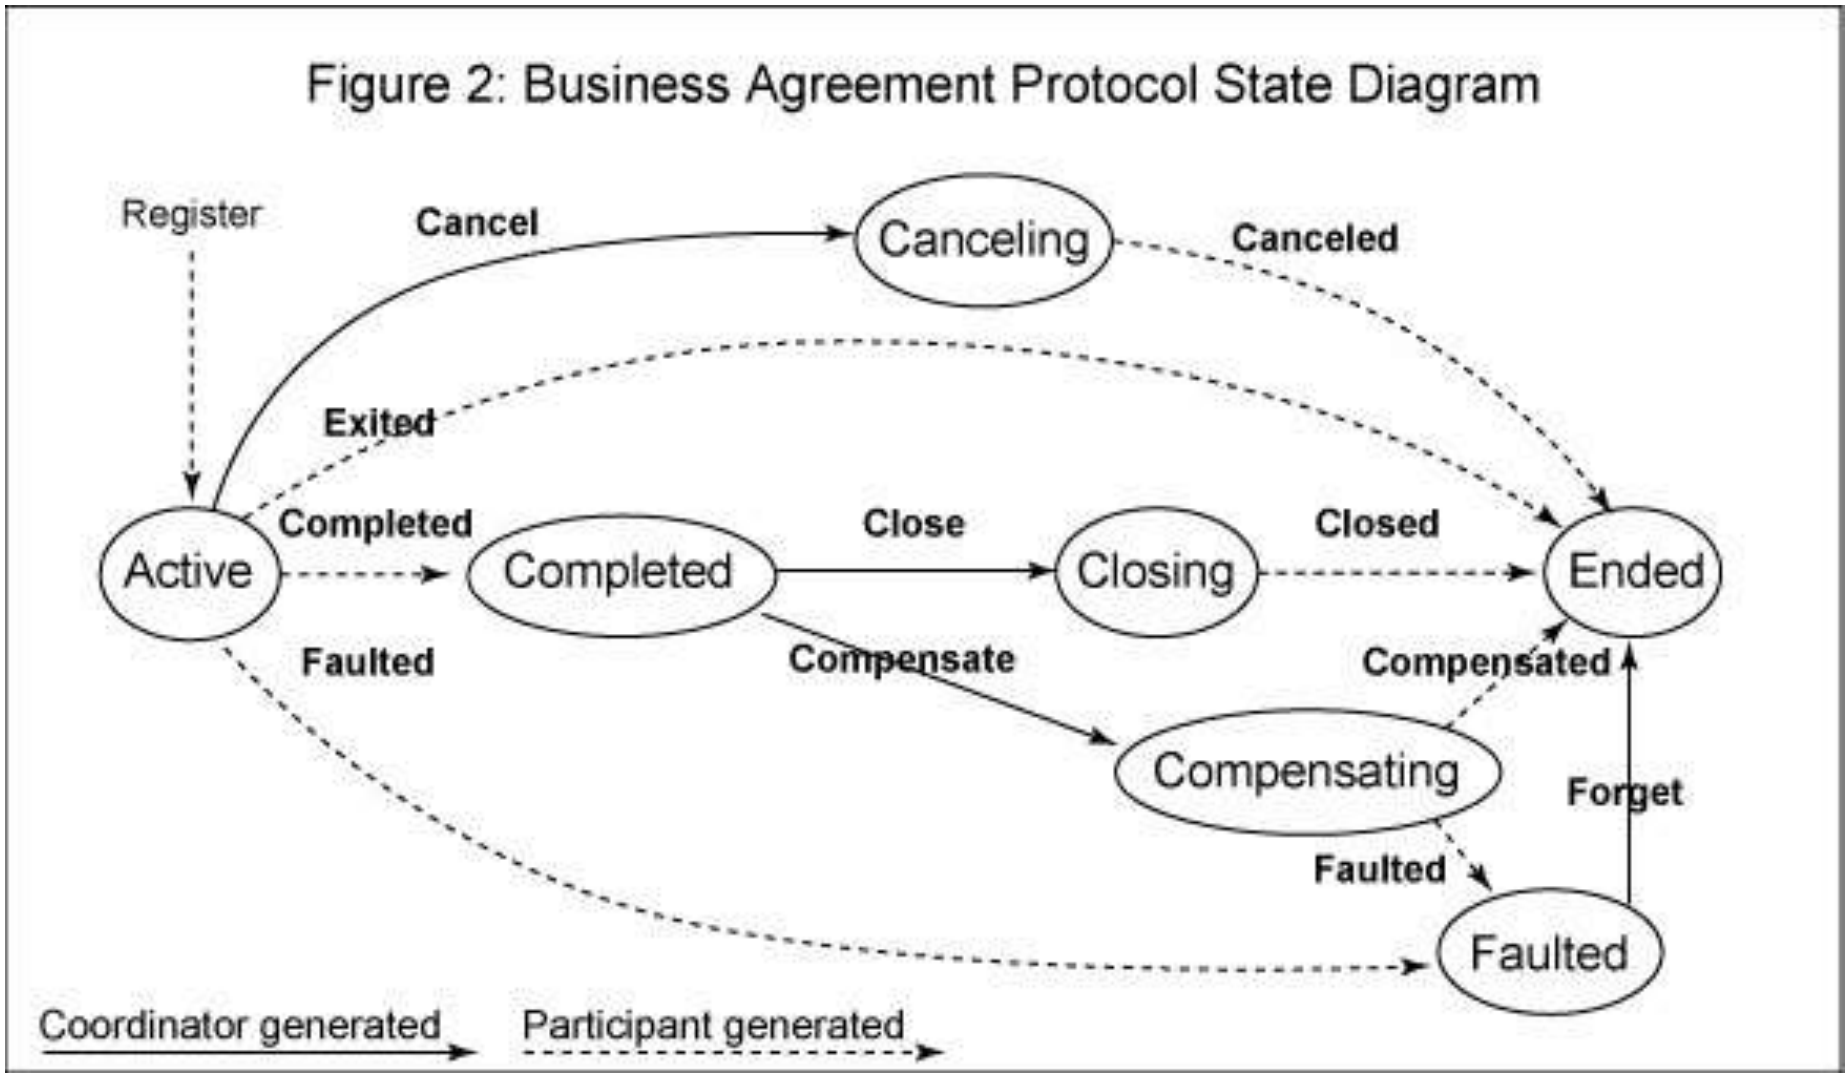 Figure 2: Business Agreement Protocol State Diagram
Register
Cancel
Canceling
Canceled
Exited
Completed
Close
Closed
Active
Completed
Closing
Ended
Faulted
Compensate
Compensated
Compensating
Forget
Faulted
Faulted
Coordinator generated
Participant generated